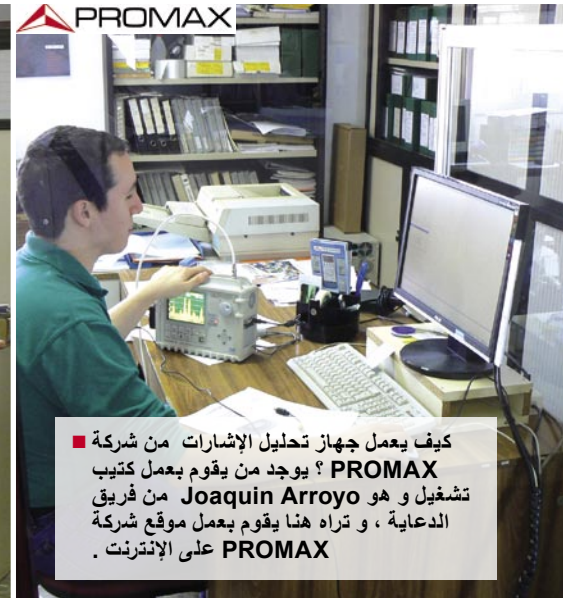 PROMAX
كيف يعمل جهاز تحليل الإشارات من شركة
PROMAX ؟ يوجد من يقوم بعمل كتيب
تشغيل و هو Joaquin Arroyo من فريق
الدعاية ، و تراه هنا يقوم بعمل موقع شركة
PROMAX على الإنترنت .